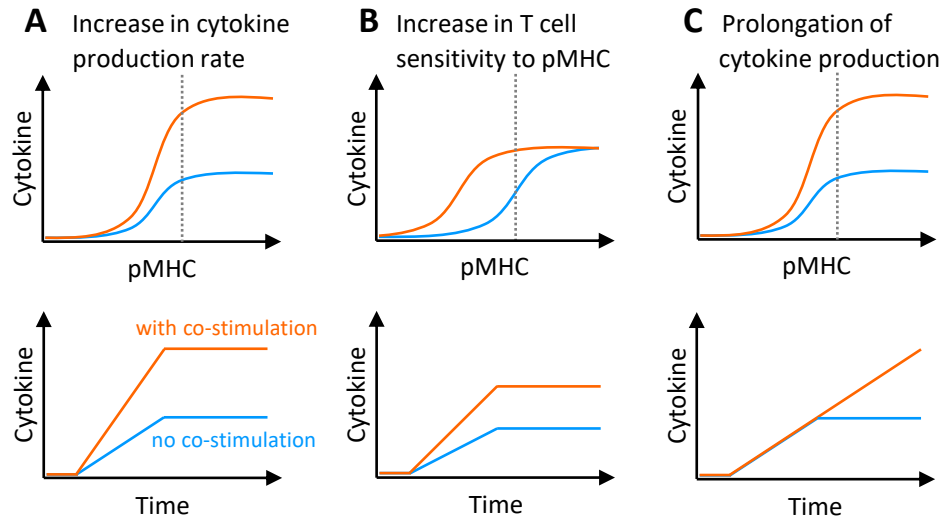 A Increase in cytokine
production rate
Cytokine
pMHC
Cytokine
with co-stimulation
no co-stimulation
Time
B Increase in T cell
sensitivity to pMHC
Cytokine
pMHC
Cytokine
Time
C Prolongation of
cytokine production
Cytokine
pMHC
Cytokine
Time